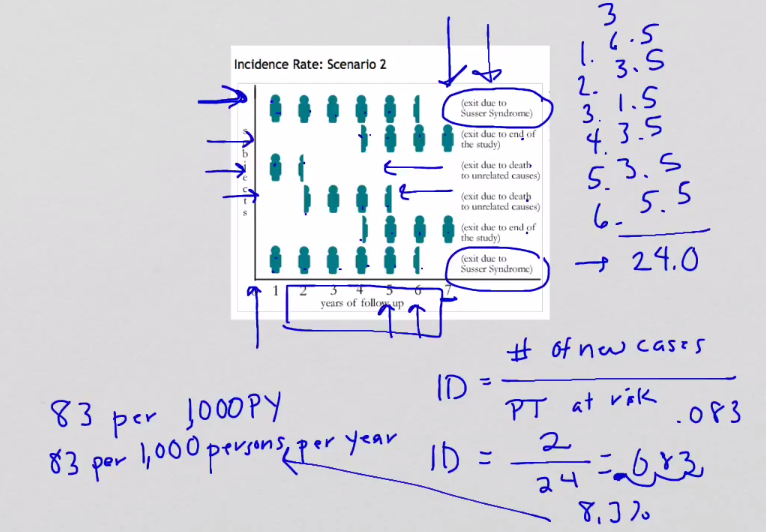 Incidence Rate: Scenario 2
subjects
(exit due to
Susser Syndrome)
(exit due to end of
the study)
(exit due to death
to unrelated causes)
(exit due to death
to unrelated causes)
(exit due to end of
the study)
(exit due to
Susser Syndrome)
1 2 3 4 5 6 7
years of follow up
3
1. 6.5
2. 3.5
3. 1.5
4. 3.5
5. 3.5
6. 5.5
→ 24.0
ID = # of new cases
PT at risk
.083
ID = 2
24
= .083
8.3%
83 per 1,000 PY
83 per 1,000 persons per year